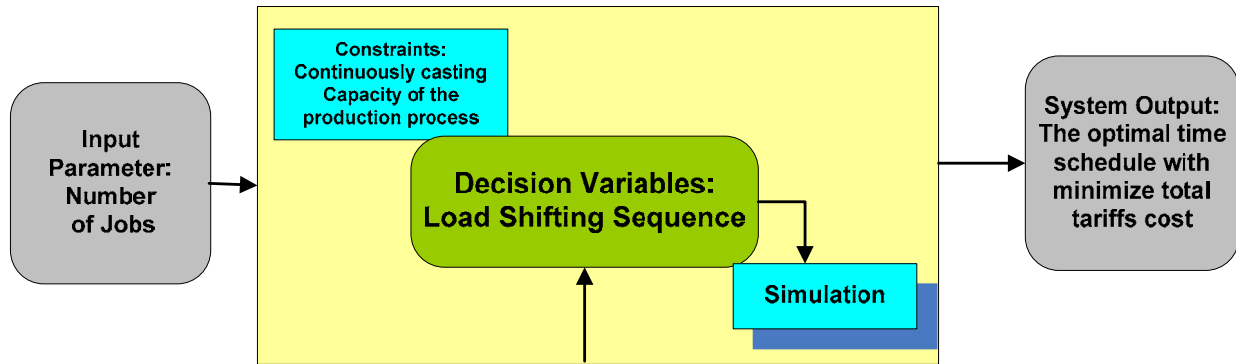 Input
Parameter:
Number
of Jobs
Constraints:
Continuously casting
Capacity of the
production process
Decision Variables:
Load Shifting Sequence
Simulation
System Output:
The optimal time
schedule with
minimize total
tariffs cost